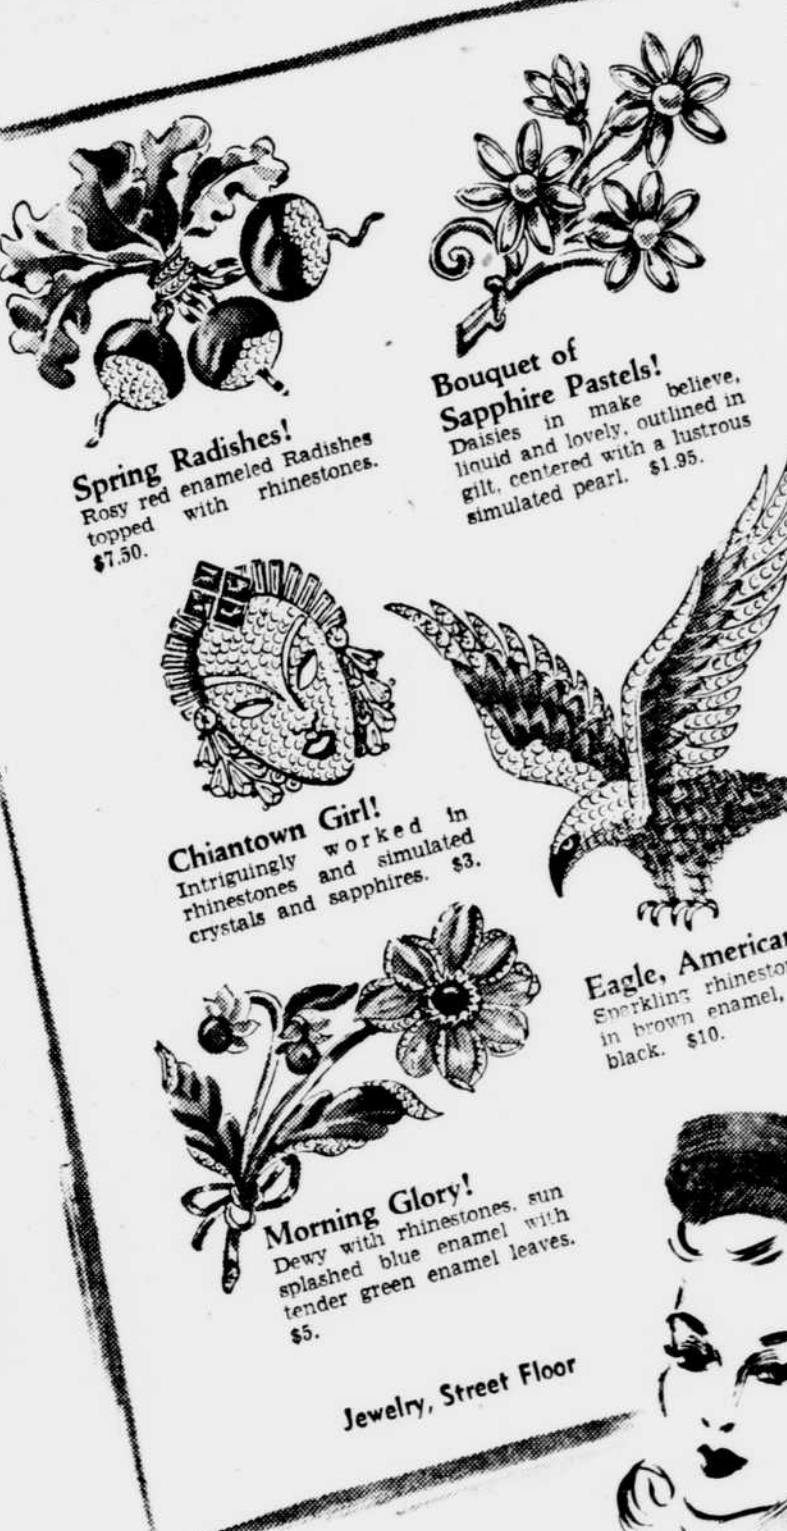 Spring Radishes!
Rosy red enameled Radishes
topped with rhinestones.
$7.50.
Bouquet of
Sapphire Pastels!
Daisies in make believe,
liquid and lovely, outlined in
gilt, centered with a lustrous
simulated pearl. $1.95.
Chiantown Girl!
Intriguingly worked in
rhinestones and simulated
crystals and sapphires. $3.
Eagle, American
Sparkling
in brown enamel,
black. $10.
Morning Glory!
Dewy with rhinestones, sun
splashed blue enamel with
tender green enamel leaves.
$5.
Jewelry, Street Floor